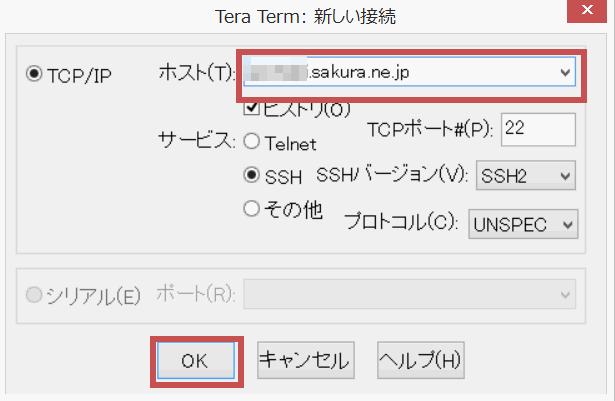 Tera Term: 新しい接続
TCP/IP ホスト(T): .sakura.ne.jp
ヒストリ(O)
サービス: Telnet TCPポート#(P): 22
SSH SSHバージョン(V): SSH2
その他 プロトコル(C): UNSPEC
シリアル(E) ポート(R):
OK キャンセル ヘルプ(H)